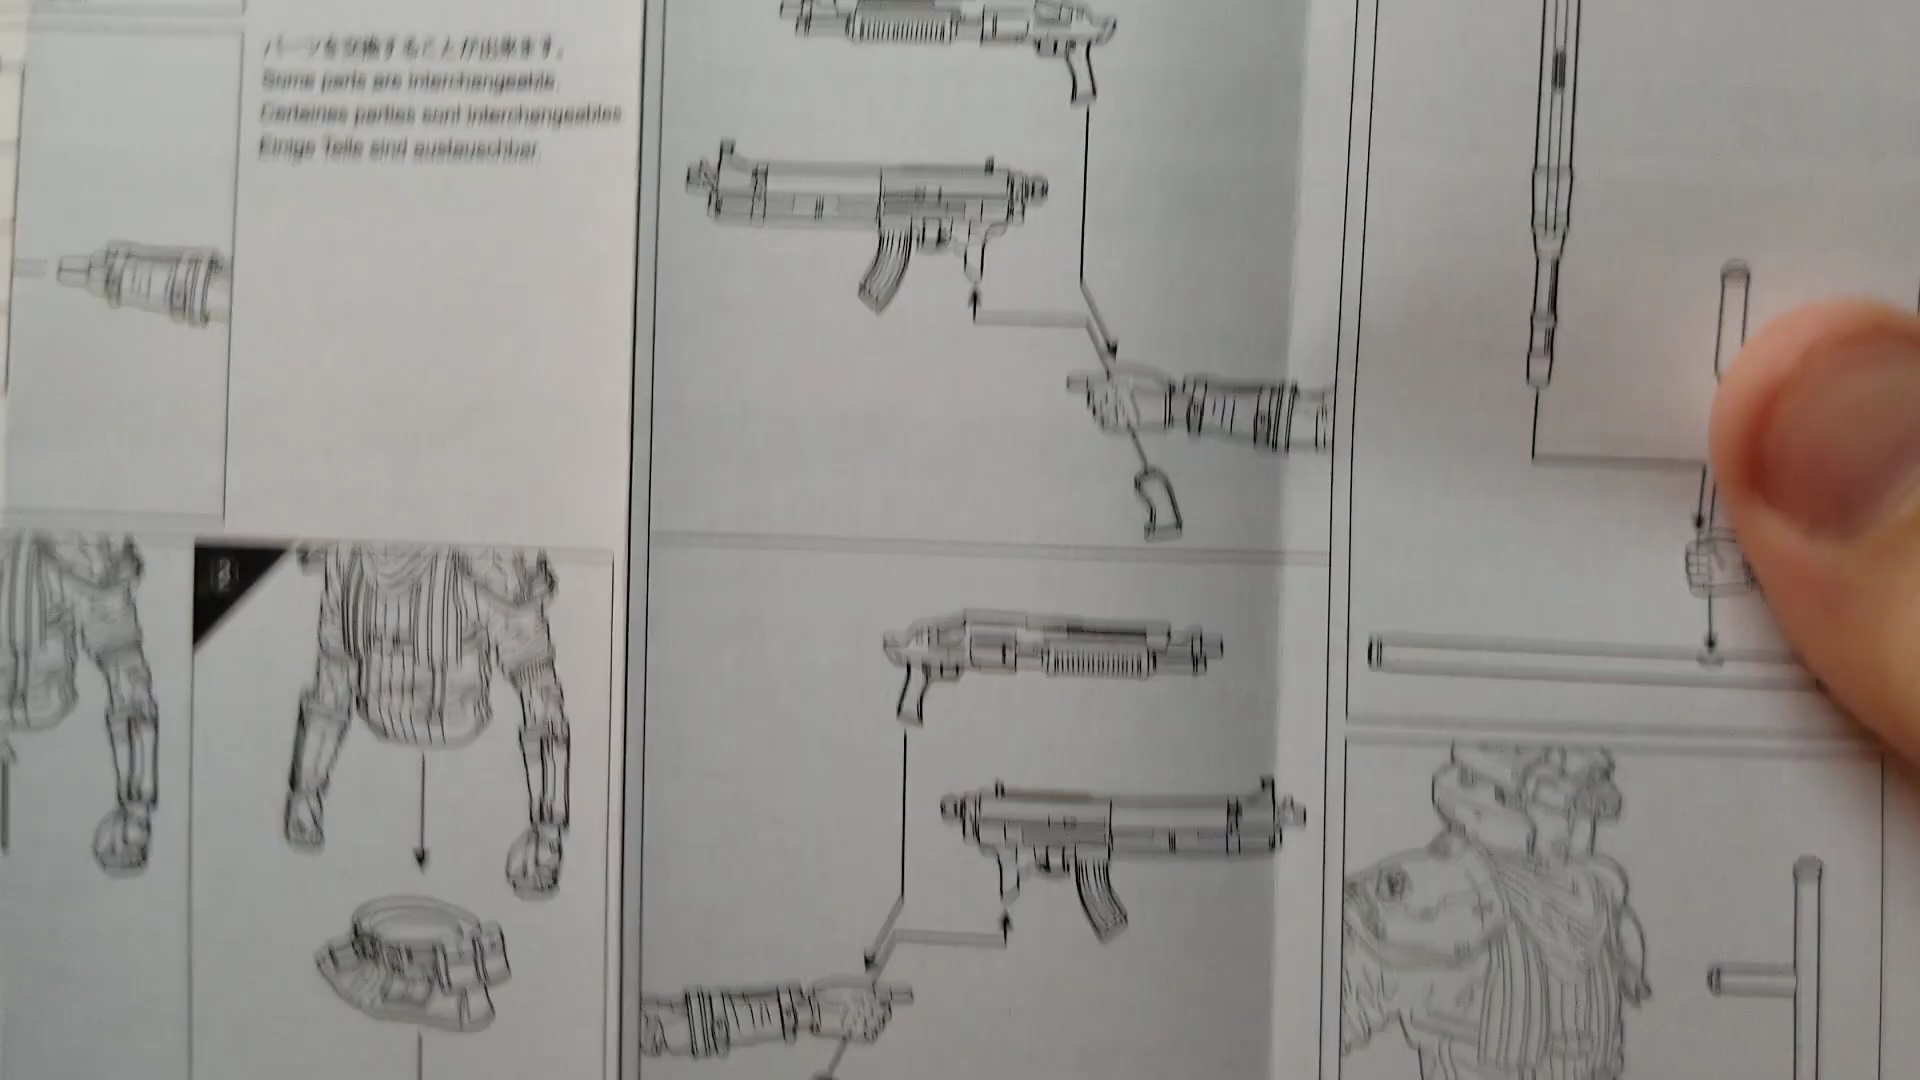 パーツを交換することが出来ます。
Some parts are interchangeable.
Certaines parties sont interchangeables
Einige Teile sind austauschbar.